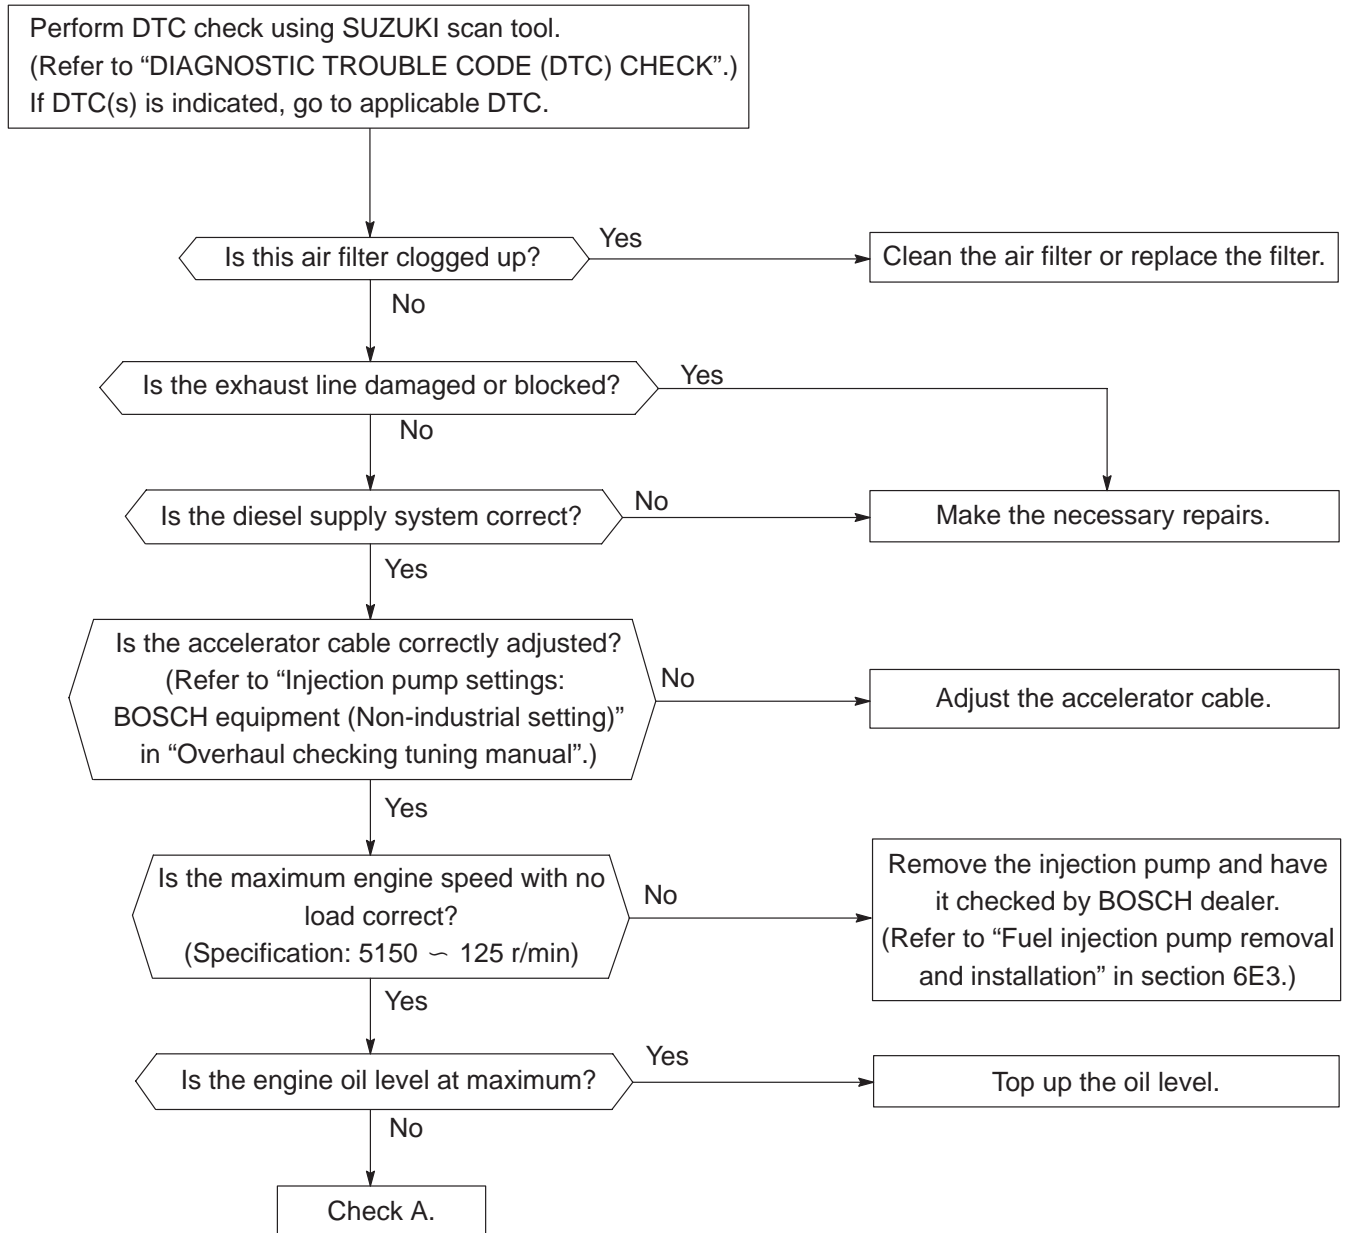 Perform DTC check using SUZUKI scan tool.
(Refer to “DIAGNOSTIC TROUBLE CODE (DTC) CHECK”.)
If DTC(s) is indicated, go to applicable DTC.
Is this air filter clogged up?
Yes
Clean the air filter or replace the filter.
No
Is the exhaust line damaged or blocked?
Yes
No
Is the diesel supply system correct?
No
Make the necessary repairs.
Yes
Is the accelerator cable correctly adjusted?
(Refer to “Injection pump settings:
BOSCH equipment (Non-industrial setting)”
in “Overhaul checking tuning manual”.)
No
Adjust the accelerator cable.
Yes
Is the maximum engine speed with no
load correct?
(Specification: 5150 ∽ 125 r/min)
No
Remove the injection pump and have
it checked by BOSCH dealer.
(Refer to “Fuel injection pump removal
and installation” in section 6E3.)
Yes
Is the engine oil level at maximum?
Yes
Top up the oil level.
No
Check A.